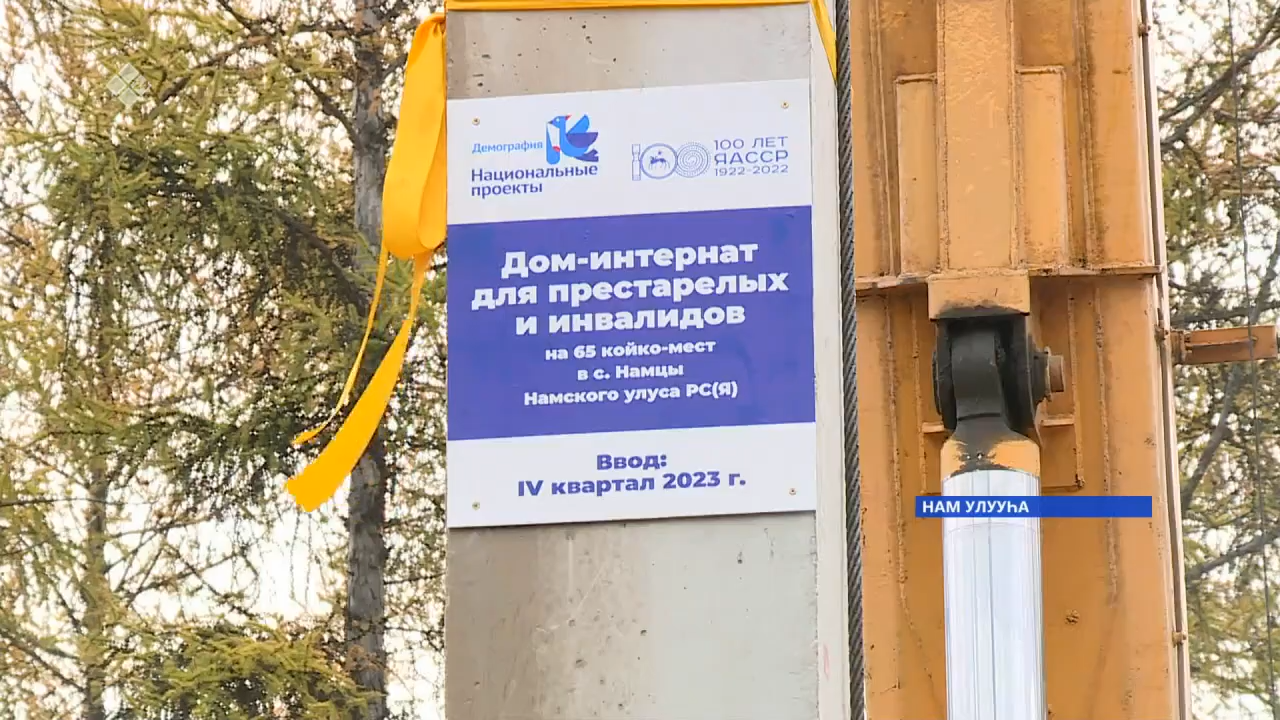 Демография
Национальные
проекты
100 ЛЕТ
ЯАССР
1922-2022
Дом-интернат
для престарелых
и инвалидов
на 65 койко-мест
в с. Намцы
Намского улуса РС(Я)
Ввод:
IV квартал 2023 г.
НАМ УЛУУҺА